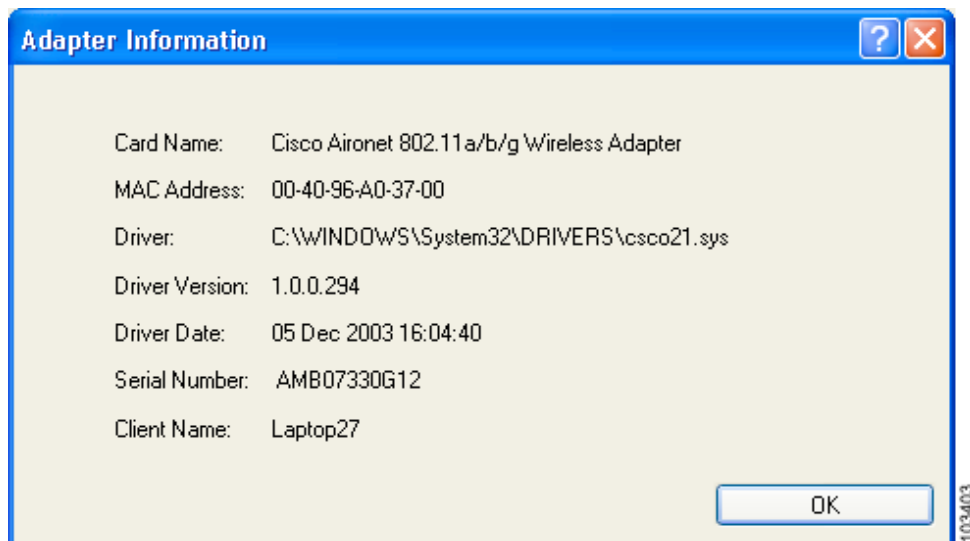 Adapter Information
Card Name: Cisco Aironet 802.11a/b/g Wireless Adapter
MAC Address: 00-40-96-A0-37-00
Driver: C:\WINDOWS\System32\DRIVERS\csco21.sys
Driver Version: 1.0.0.294
Driver Date: 05 Dec 2003 16:04:40
Serial Number: AMB07330G12
Client Name: Laptop27
OK
103403